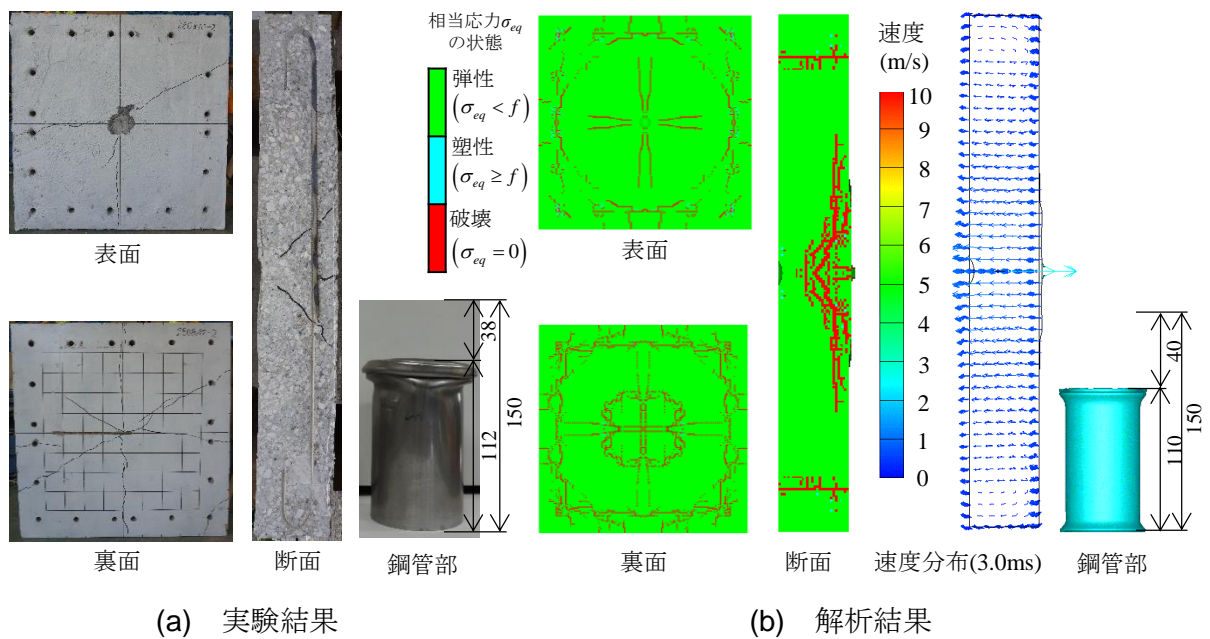 表面
裏面
断面
相当応力σeq
の状態
弾性
(σeq < f)
塑性
(σeq ≥ f)
破壊
(σeq = 0)
38
112
150
鋼管部
(a) 実験結果
表面
裏面
断面
速度
(m/s)
10
9
8
7
6
5
4
3
2
1
0
速度分布(3.0ms)
40
110
150
鋼管部
(b) 解析結果